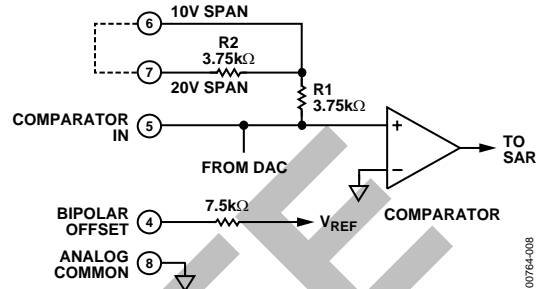 6
10V SPAN
R2
3.75kΩ
7
20V SPAN
R1
3.75kΩ
COMPARATOR
IN
5
FROM DAC
+
–
TO
SAR
COMPARATOR
BIPOLAR
OFFSET
4
7.5kΩ
VREF
ANALOG
COMMON
8
00764-008